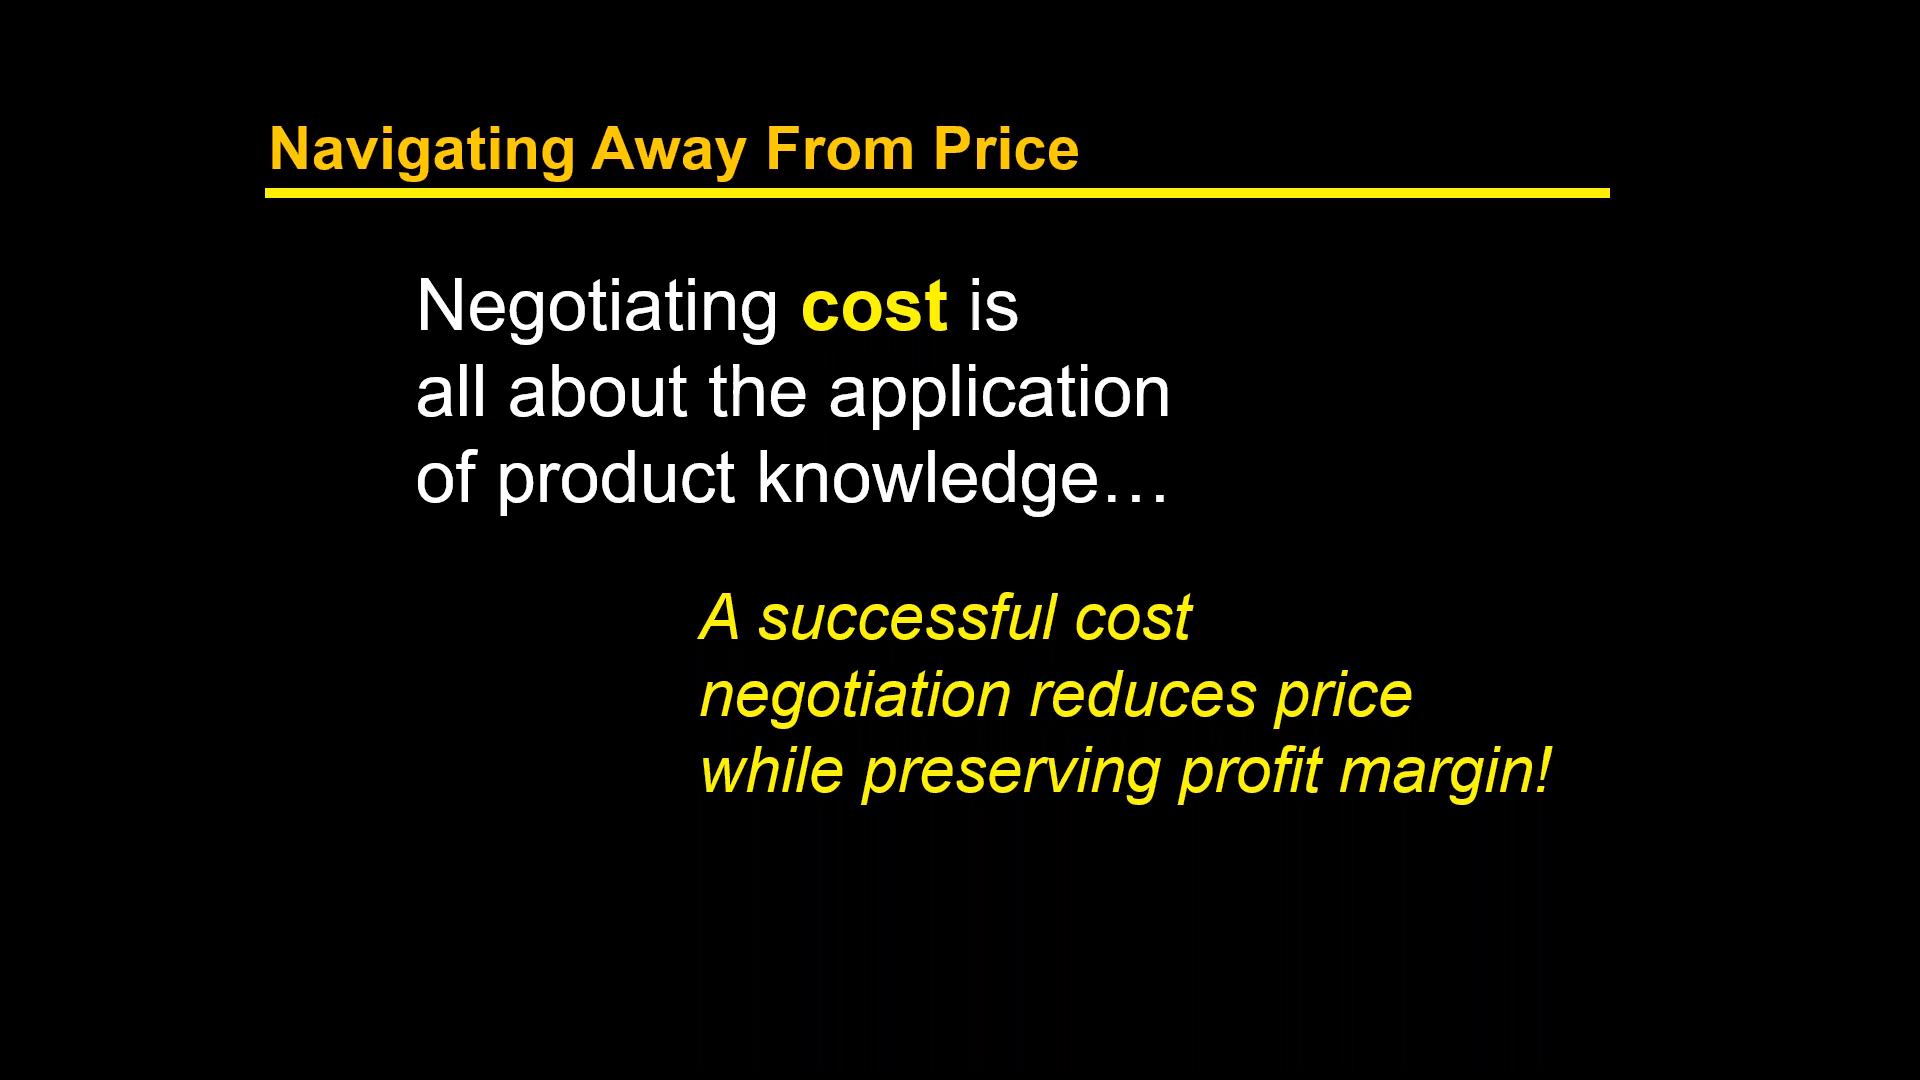 Navigating Away From Price
Negotiating cost is
all about the application
of product knowledge…
A successful cost
negotiation reduces price
while preserving profit margin!